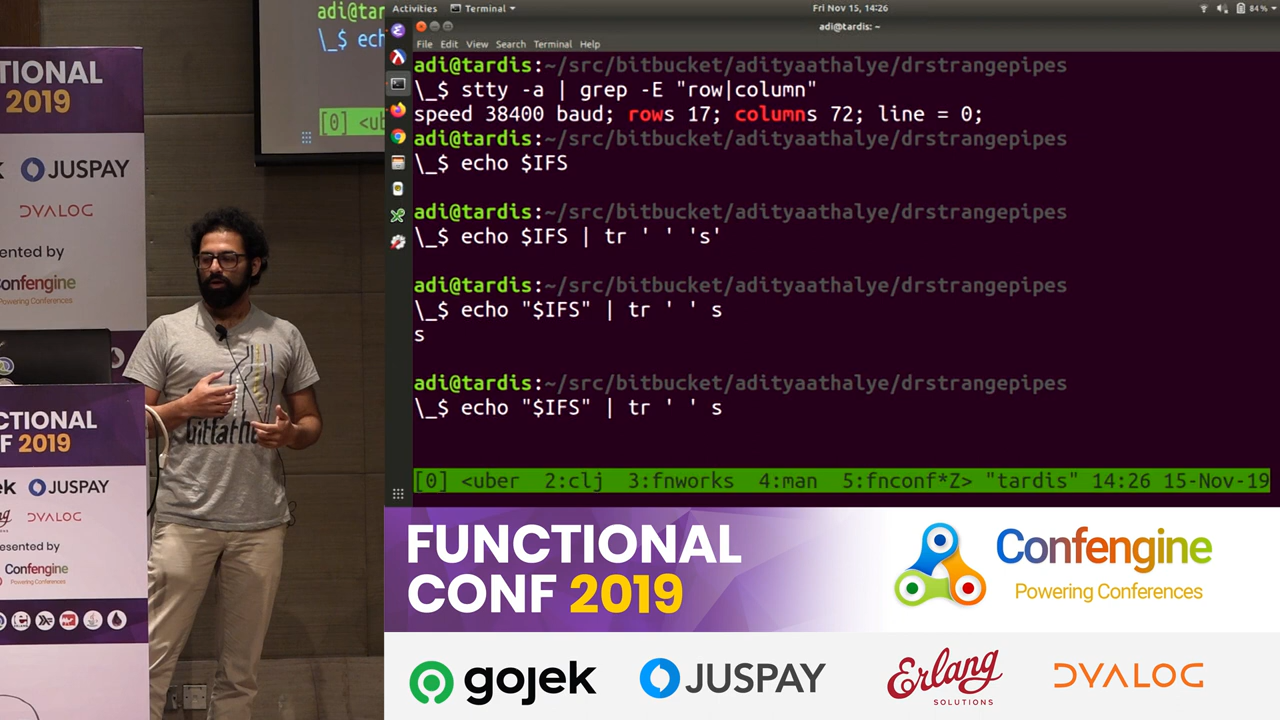 TIONAL
2019
JUSPAY
DVALOG
ented by
Confengine
Powering Conferences
NCTIONAL
F 2019
ek JUSPAY
DVALOG
esented by
Confengine
Powering Conferences
adi@tar
\_$ ech
[0] <ub
Activities Terminal Fri Nov 15, 14:26 84%
adi@tardis: ~
File Edit View Search Terminal Help
adi@tardis:~/src/bitbucket/adityaathalye/drstrangepipes
\_$ stty -a | grep -E "row|column"
speed 38400 baud; rows 17; columns 72; line = 0;
adi@tardis:~/src/bitbucket/adityaathalye/drstrangepipes
\_$ echo $IFS
adi@tardis:~/src/bitbucket/adityaathalye/drstrangepipes
\_$ echo $IFS | tr ' ' 's'
adi@tardis:~/src/bitbucket/adityaathalye/drstrangepipes
\_$ echo "$IFS" | tr ' ' s
s
adi@tardis:~/src/bitbucket/adityaathalye/drstrangepipes
\_$ echo "$IFS" | tr ' ' s
[0] <uber 2:clj 3:fnworks 4:man 5:fnconf*Z> "tardis" 14:26 15-Nov-19
FUNCTIONAL
CONF 2019
Confengine
Powering Conferences
gojek
JUSPAY
Erlang
SOLUTIONS
DVALOG